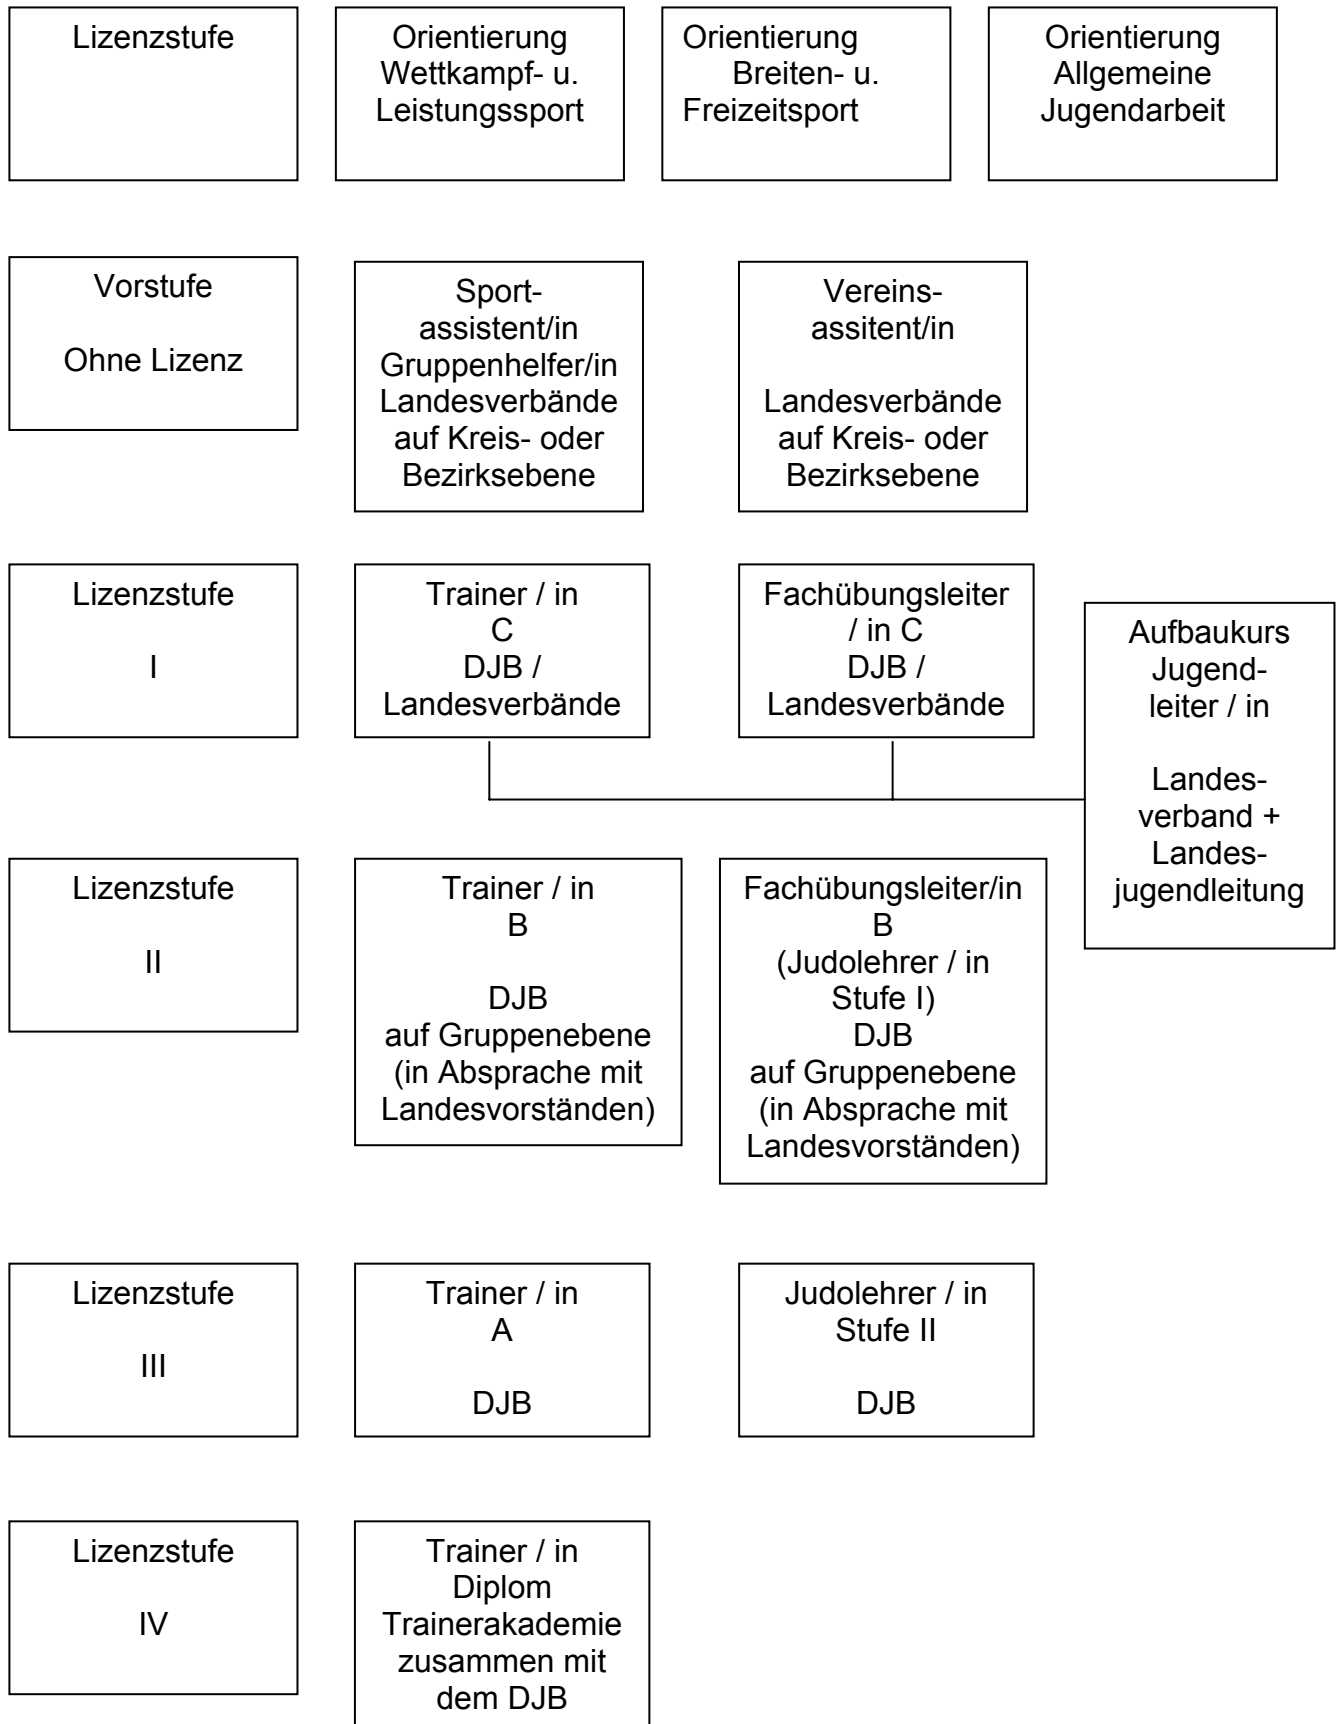 Lizenzstufe
Orientierung
Wettkampf- u.
Leistungssport
Orientierung
Breiten- u.
Freizeitsport
Orientierung
Allgemeine
Jugendarbeit
Vorstufe
Ohne Lizenz
Sport-
assistent/in
Gruppenhelfer/in
Landesverbände
auf Kreis- oder
Bezirksebene
Vereins-
assitent/in
Landesverbände
auf Kreis- oder
Bezirksebene
Lizenzstufe
I
Trainer / in
C
DJB /
Landesverbände
Fachübungsleiter
/ in C
DJB /
Landesverbände
Aufbaukurs
Jugend-
leiter / in
Landes-
verband +
Landes-
jugendleitung
Lizenzstufe
II
Trainer / in
B
DJB
auf Gruppenebene
(in Absprache mit
Landesvorständen)
Fachübungsleiter/in
B
(Judolehrer / in
Stufe I)
DJB
auf Gruppenebene
(in Absprache mit
Landesvorständen)
Lizenzstufe
III
Trainer / in
A
DJB
Judolehrer / in
Stufe II
DJB
Lizenzstufe
IV
Trainer / in
Diplom
Trainerakademie
zusammen mit
dem DJB